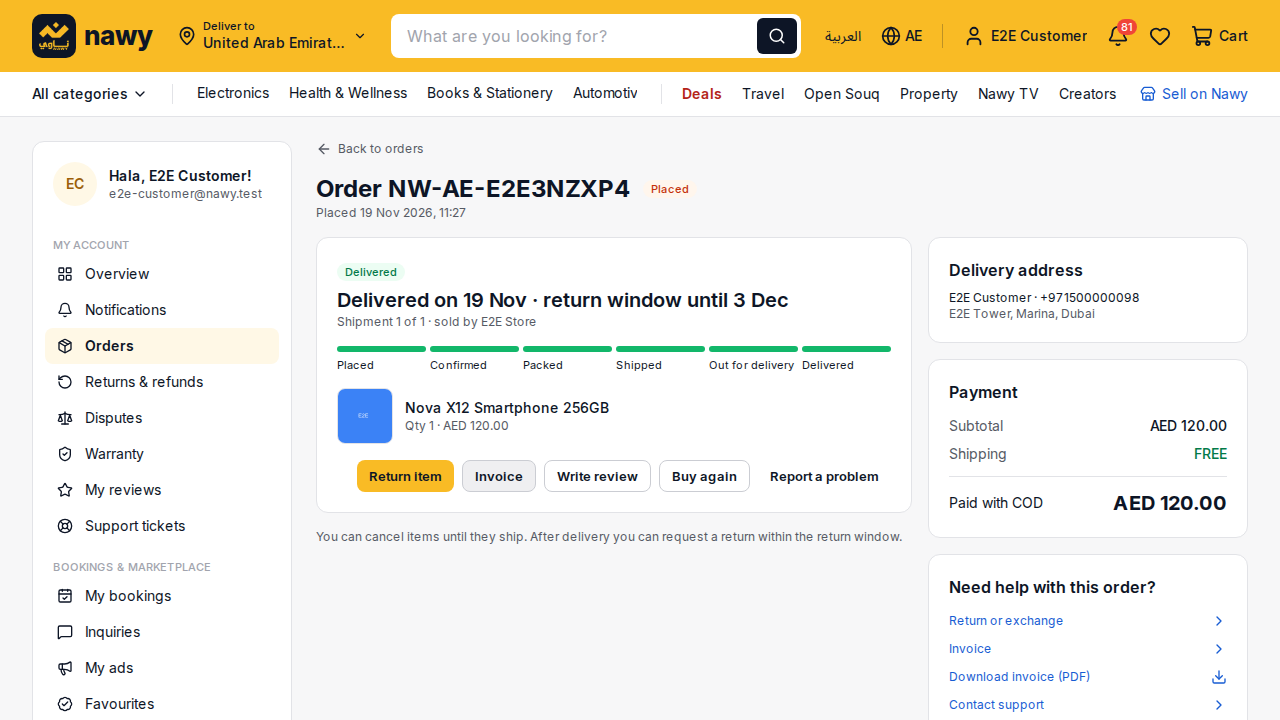 ناوي
nawy
Deliver to
United Arab Emirat...
What are you looking for?
العربية
AE
E2E Customer
81
Cart
All categories
Electronics
Health & Wellness
Books & Stationery
Automotiv
Deals
Travel
Open Souq
Property
Nawy TV
Creators
Sell on Nawy
EC
Hala, E2E Customer!
e2e-customer@nawy.test
MY ACCOUNT
Overview
Notifications
Orders
Returns & refunds
Disputes
Warranty
My reviews
Support tickets
BOOKINGS & MARKETPLACE
My bookings
Inquiries
My ads
Favourites
Back to orders
Order NW-AE-E2E3NZXP4
Placed
Placed 19 Nov 2026, 11:27
Delivered
Delivered on 19 Nov · return window until 3 Dec
Shipment 1 of 1 · sold by E2E Store
Placed
Confirmed
Packed
Shipped
Out for delivery
Delivered
E2E
Nova X12 Smartphone 256GB
Qty 1 · AED 120.00
Return item
Invoice
Write review
Buy again
Report a problem
You can cancel items until they ship. After delivery you can request a return within the return window.
Delivery address
E2E Customer · +971500000098
E2E Tower, Marina, Dubai
Payment
Subtotal
AED 120.00
Shipping
FREE
Paid with COD
AED 120.00
Need help with this order?
Return or exchange
Invoice
Download invoice (PDF)
Contact support